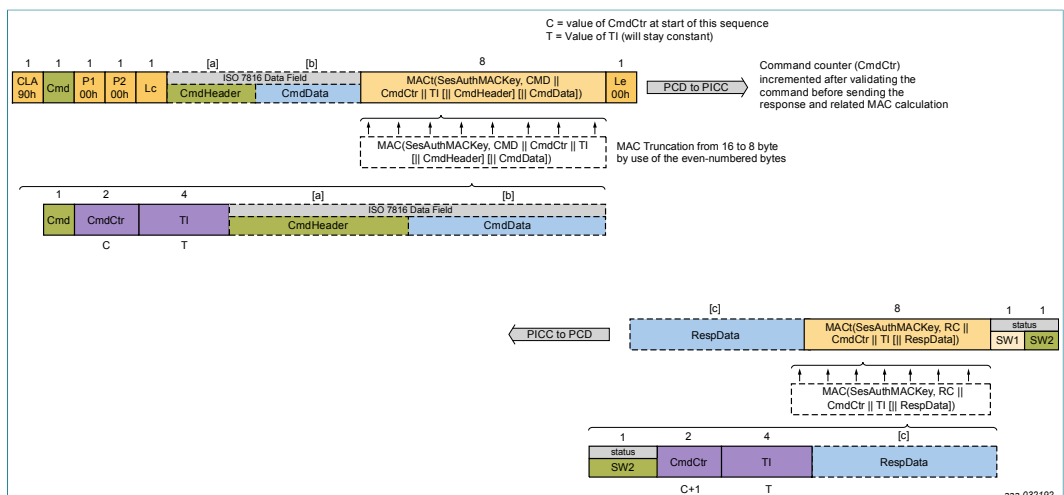 C = value of CmdCtr at start of this sequence
T = Value of TI (will stay constant)
1 1 1 1 1 [a] [b] 8 1
CLA 90h
Cmd
P1 00h
P2 00h
Lc
ISO 7816 Data Field
CmdHeader
CmdData
MACt(SesAuthMACKey, CMD ||
CmdCtr || TI [|| CmdHeader] [|| CmdData])
Le 00h
PCD to PICC
Command counter (CmdCtr)
incremented after validating the
command before sending the
response and related MAC calculation
MAC(SesAuthMACKey, CMD || CmdCtr || TI
[|| CmdHeader] [|| CmdData])
MAC Truncation from 16 to 8 byte
by use of the even-numbered bytes
1 2 4 [a] [b]
Cmd
CmdCtr
TI
ISO 7816 Data Field
CmdHeader
CmdData
C T
[c] 8 1 1
PICC to PCD
RespData
MACt(SesAuthMACKey, RC ||
CmdCtr || TI [|| RespData])
status
SW1 SW2
MAC(SesAuthMACKey, RC ||
CmdCtr || TI [|| RespData])
1 2 4 [c]
status
SW2
CmdCtr
TI
RespData
C+1 T
aaa-032192